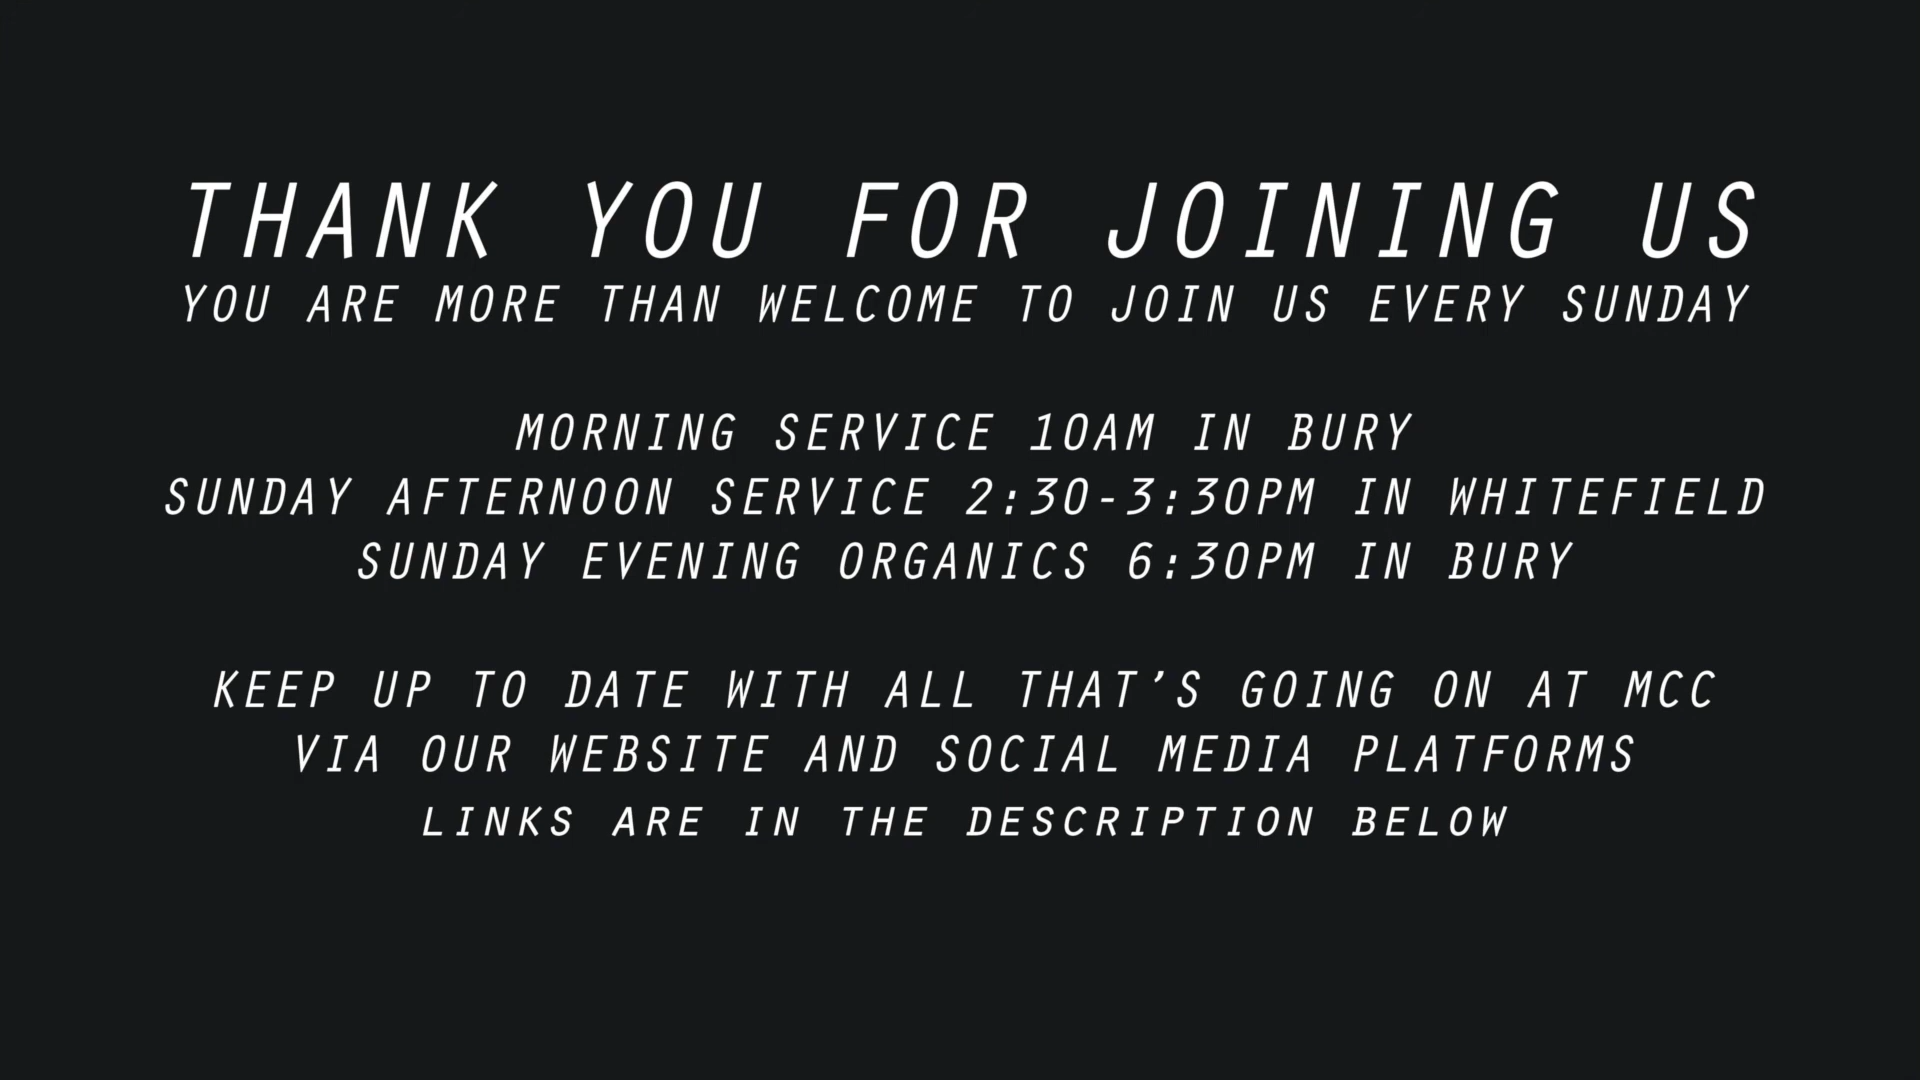 THANK YOU FOR JOINING US
YOU ARE MORE THAN WELCOME TO JOIN US EVERY SUNDAY
MORNING SERVICE 10AM IN BURY
SUNDAY AFTERNOON SERVICE 2:30-3:30PM IN WHITEFIELD
SUNDAY EVENING ORGANICS 6:30PM IN BURY
KEEP UP TO DATE WITH ALL THAT’S GOING ON AT MCC
VIA OUR WEBSITE AND SOCIAL MEDIA PLATFORMS
LINKS ARE IN THE DESCRIPTION BELOW